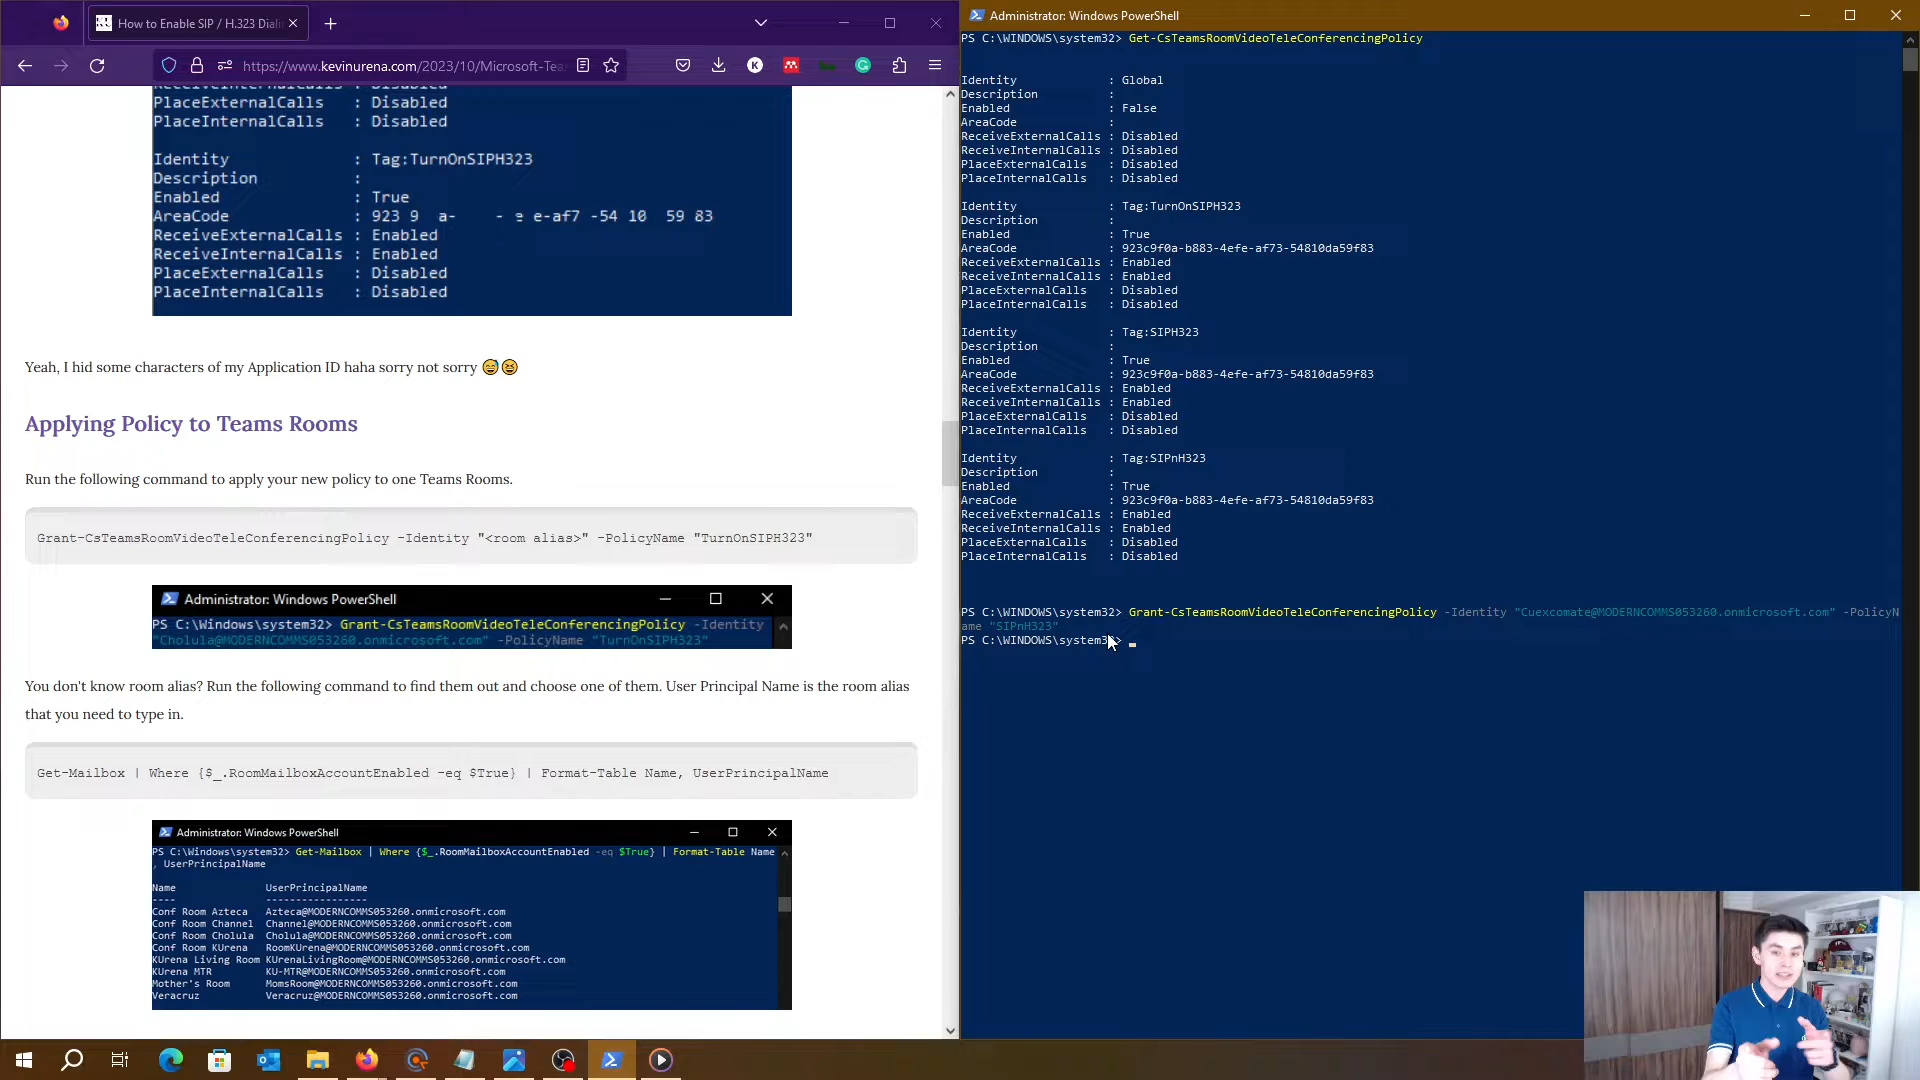 How to Enable SIP / H.323 Diali
https://www.kevinurena.com/2023/10/Microsoft-Tea
ReceiveInternalCalls : Disabled
PlaceExternalCalls : Disabled
PlaceInternalCalls : Disabled
Identity : Tag:TurnOnSIPH323
Description :
Enabled : True
AreaCode : 923 9 a- - e e-af7 -54 10 59 83
ReceiveExternalCalls : Enabled
ReceiveInternalCalls : Enabled
PlaceExternalCalls : Disabled
PlaceInternalCalls : Disabled
Yeah, I hid some characters of my Application ID haha sorry not sorry 😅😆
Applying Policy to Teams Rooms
Run the following command to apply your new policy to one Teams Rooms.
Grant-CsTeamsRoomVideoTeleConferencingPolicy -Identity "<room alias>" -PolicyName "TurnOnSIPH323"
Administrator: Windows PowerShell
PS C:\Windows\system32> Grant-CsTeamsRoomVideoTeleConferencingPolicy -Identity
"Cholula@MODERNCOMMS053260.onmicrosoft.com" -PolicyName "TurnOnSIPH323"
You don't know room alias? Run the following command to find them out and choose one of them. User Principal Name is the room alias
that you need to type in.
Get-Mailbox | Where {$_.RoomMailboxAccountEnabled -eq $True} | Format-Table Name, UserPrincipalName
Administrator: Windows PowerShell
PS C:\Windows\system32> Get-Mailbox | Where {$_.RoomMailboxAccountEnabled -eq $True} | Format-Table Name
, UserPrincipalName
Name UserPrincipalName
---- -----------------
Conf Room Azteca Azteca@MODERNCOMMS053260.onmicrosoft.com
Conf Room Channel Channel@MODERNCOMMS053260.onmicrosoft.com
Conf Room Cholula Cholula@MODERNCOMMS053260.onmicrosoft.com
Conf Room KUrena RoomKUrena@MODERNCOMMS053260.onmicrosoft.com
KUrena Living Room KUrenaLivingRoom@MODERNCOMMS053260.onmicrosoft.com
KUrena MTR KU-MTR@MODERNCOMMS053260.onmicrosoft.com
Mother's Room MomsRoom@MODERNCOMMS053260.onmicrosoft.com
Veracruz Veracruz@MODERNCOMMS053260.onmicrosoft.com
Administrator: Windows PowerShell
PS C:\WINDOWS\system32> Get-CsTeamsRoomVideoTeleConferencingPolicy
Identity : Global
Description :
Enabled : False
AreaCode :
ReceiveExternalCalls : Disabled
ReceiveInternalCalls : Disabled
PlaceExternalCalls : Disabled
PlaceInternalCalls : Disabled
Identity : Tag:TurnOnSIPH323
Description :
Enabled : True
AreaCode : 923c9f0a-b883-4efe-af73-54810da59f83
ReceiveExternalCalls : Enabled
ReceiveInternalCalls : Enabled
PlaceExternalCalls : Disabled
PlaceInternalCalls : Disabled
Identity : Tag:SIPH323
Description :
Enabled : True
AreaCode : 923c9f0a-b883-4efe-af73-54810da59f83
ReceiveExternalCalls : Enabled
ReceiveInternalCalls : Enabled
PlaceExternalCalls : Disabled
PlaceInternalCalls : Disabled
Identity : Tag:SIPnH323
Description :
Enabled : True
AreaCode : 923c9f0a-b883-4efe-af73-54810da59f83
ReceiveExternalCalls : Enabled
ReceiveInternalCalls : Enabled
PlaceExternalCalls : Disabled
PlaceInternalCalls : Disabled
PS C:\WINDOWS\system32> Grant-CsTeamsRoomVideoTeleConferencingPolicy -Identity "Cuexcomate@MODERNCOMMS053260.onmicrosoft.com" -PolicyN
ame "SIPnH323"
PS C:\WINDOWS\system32>